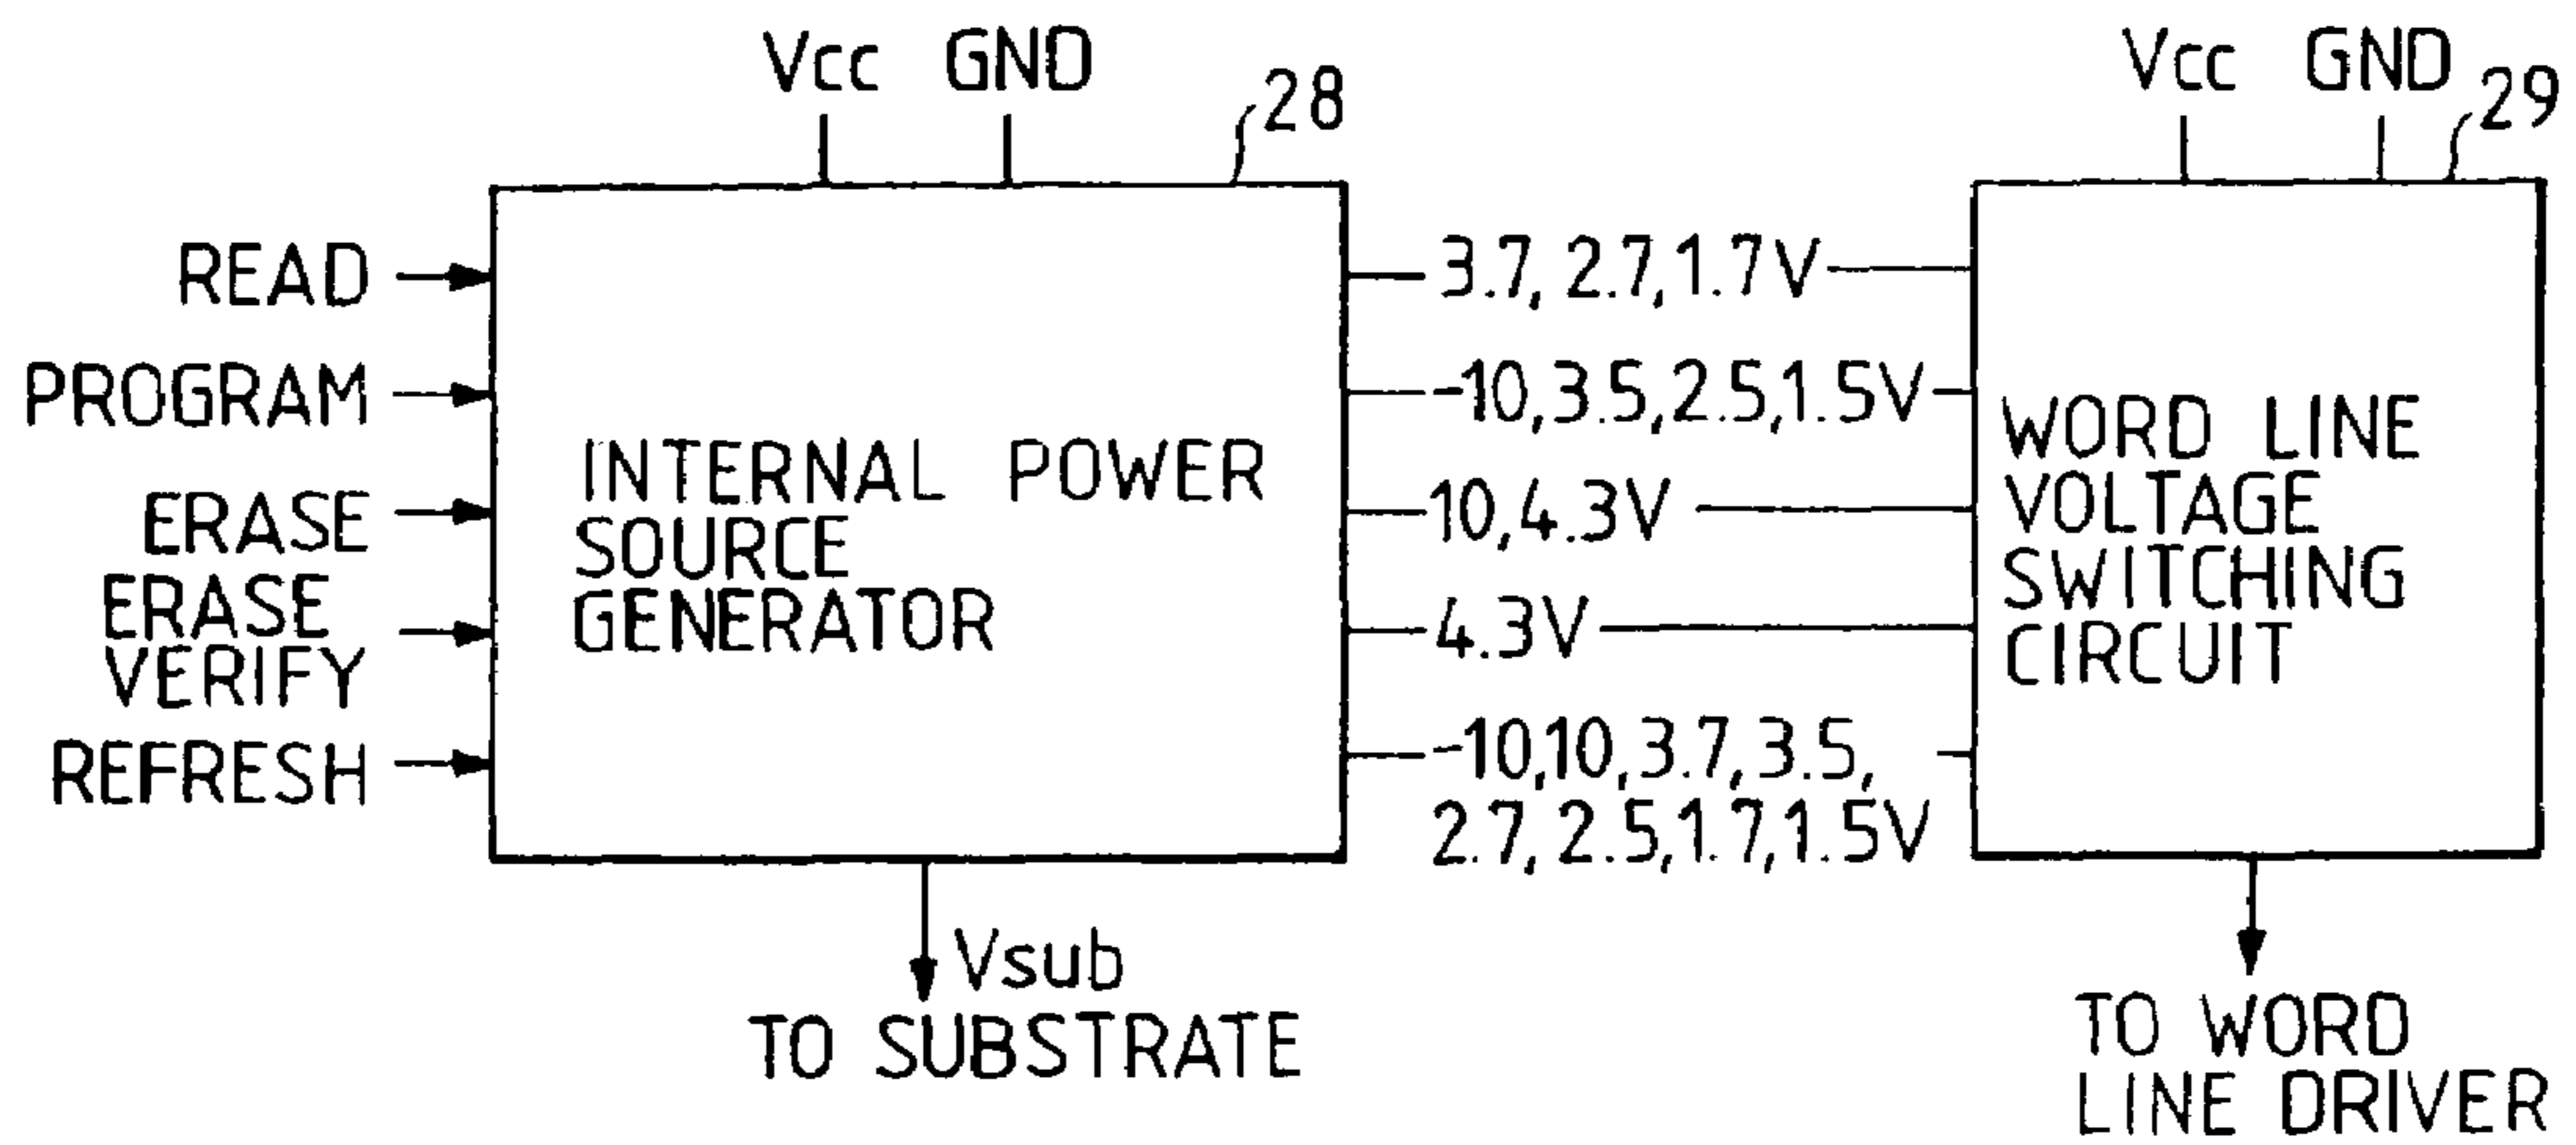 Vcc GND
28
Vcc GND
29
READ
PROGRAM
ERASE
ERASE
VERIFY
REFRESH
INTERNAL POWER
SOURCE
GENERATOR
3.7, 2.7, 1.7V
-10, 3.5, 2.5, 1.5V
10, 4.3V
4.3V
-10, 10, 3.7, 3.5,
2.7, 2.5, 1.7, 1.5V
WORD LINE
VOLTAGE
SWITCHING
CIRCUIT
Vsub
TO SUBSTRATE
TO WORD
LINE DRIVER